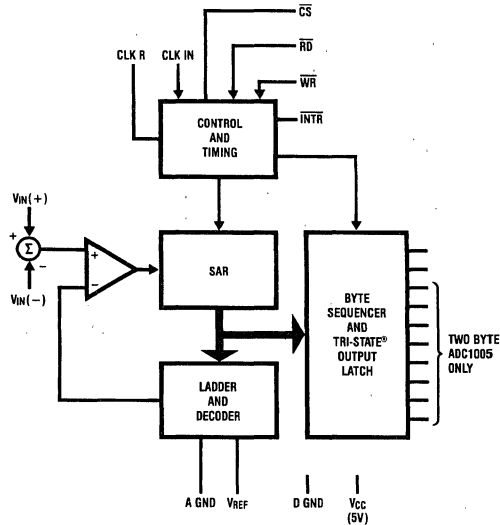 CS
CLK R CLK IN RD
WR
CONTROL
AND
TIMING
INTR
VIN(+)
+
Σ
−
VIN(−)
+
−
SAR
BYTE
SEQUENCER
AND
TRI-STATE®
OUTPUT
LATCH
TWO BYTE
ADC1005
ONLY
LADDER
AND
DECODER
A GND VREF D GND VCC
(5V)